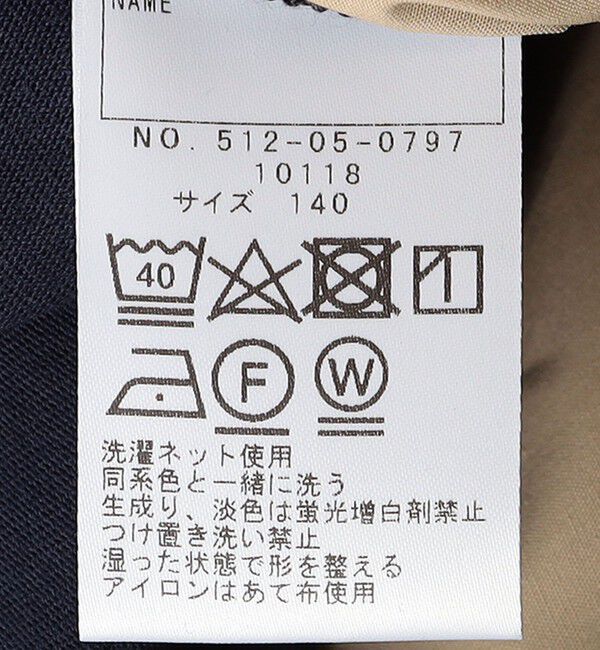 NAME
NO. 512-05-0797
10118
サイズ 140
40
F W
洗濯ネット使用
同系色と一緒に洗う
生成り、淡色は蛍光増白剤禁止
つけ置き洗い禁止
湿った状態で形を整える
アイロンはあて布使用